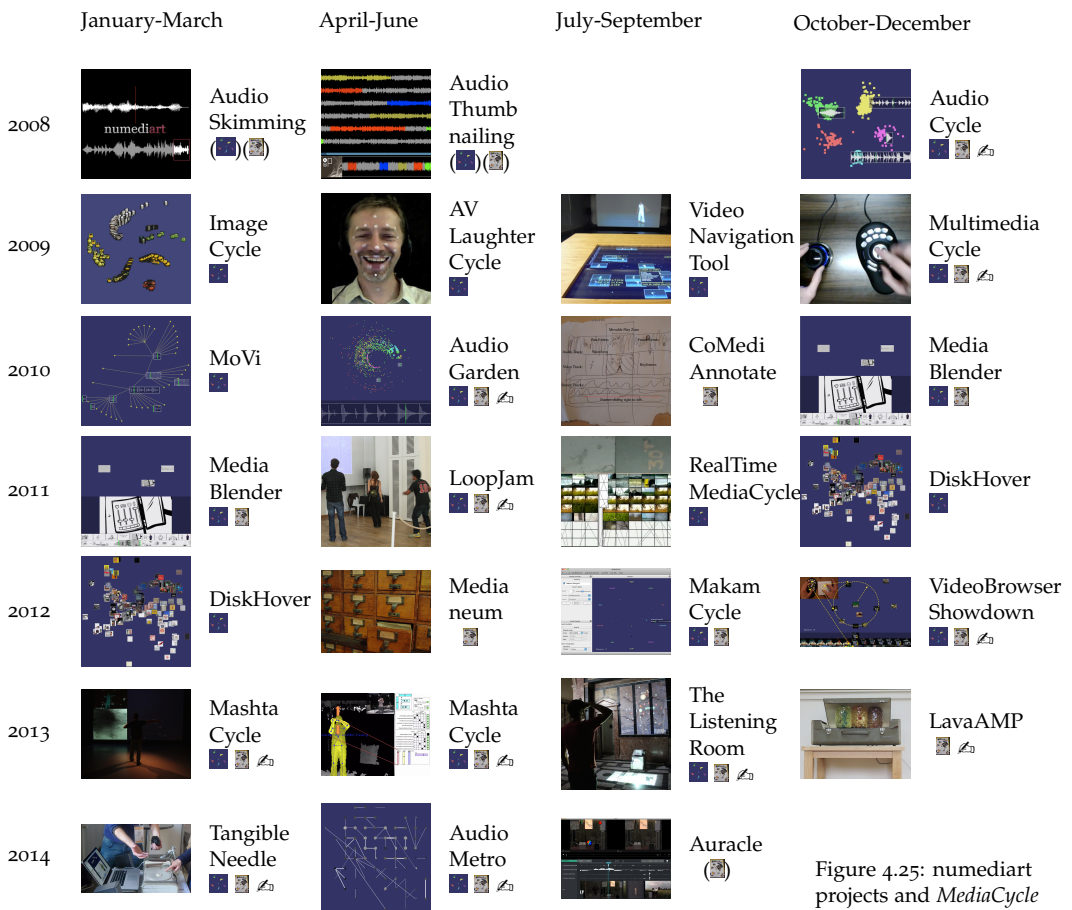 January-March
April-June
July-September
October-December
2008
numediart
Audio
Skimming
()()
Audio
Thumb
nailing
()()
Audio
Cycle
✍
2009
Image
Cycle
AV
Laughter
Cycle
Video
Navigation
Tool
Multimedia
Cycle
✍
2010
MoVi
Audio
Garden
✍
CoMedi
Annotate
Media
Blender
2011
Media
Blender
LoopJam
✍
RealTime
MediaCycle
DiskHover
2012
DiskHover
Media
neum
Makam
Cycle
VideoBrowser
Showdown
✍
2013
Mashta
Cycle
✍
Mashta
Cycle
✍
The
Listening
Room
✍
LavaAMP
✍
2014
Tangible
Needle
✍
Audio
Metro
✍
Auracle
()
Figure 4.25: numediart
projects and MediaCycle